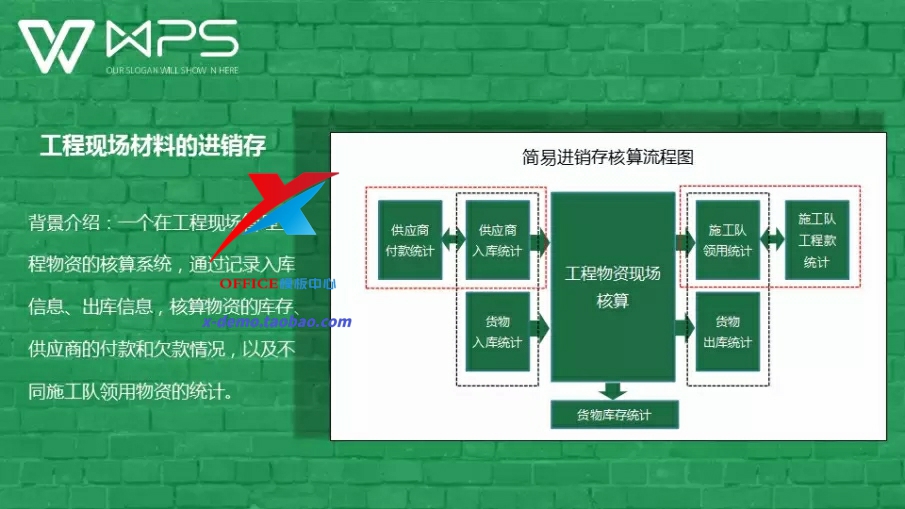 WPS
OUR SLOGAN WILL SHOW IN HERE
工程现场材料的进销存
背景介绍：一个在工程现场
程物资的核算系统，通过记录入库
信息、出库信息，核算物资的库存、
供应商的付款和欠款情况，以及不
同施工队领用物资的统计。
OFFICE模版中心
x-demo.taobao.com
简易进销存核算流程图
供应商
付款统计
供应商
入库统计
货物
入库统计
工程物资现场
核算
施工队
领用统计
施工队
工程款
统计
货物
出库统计
货物库存统计